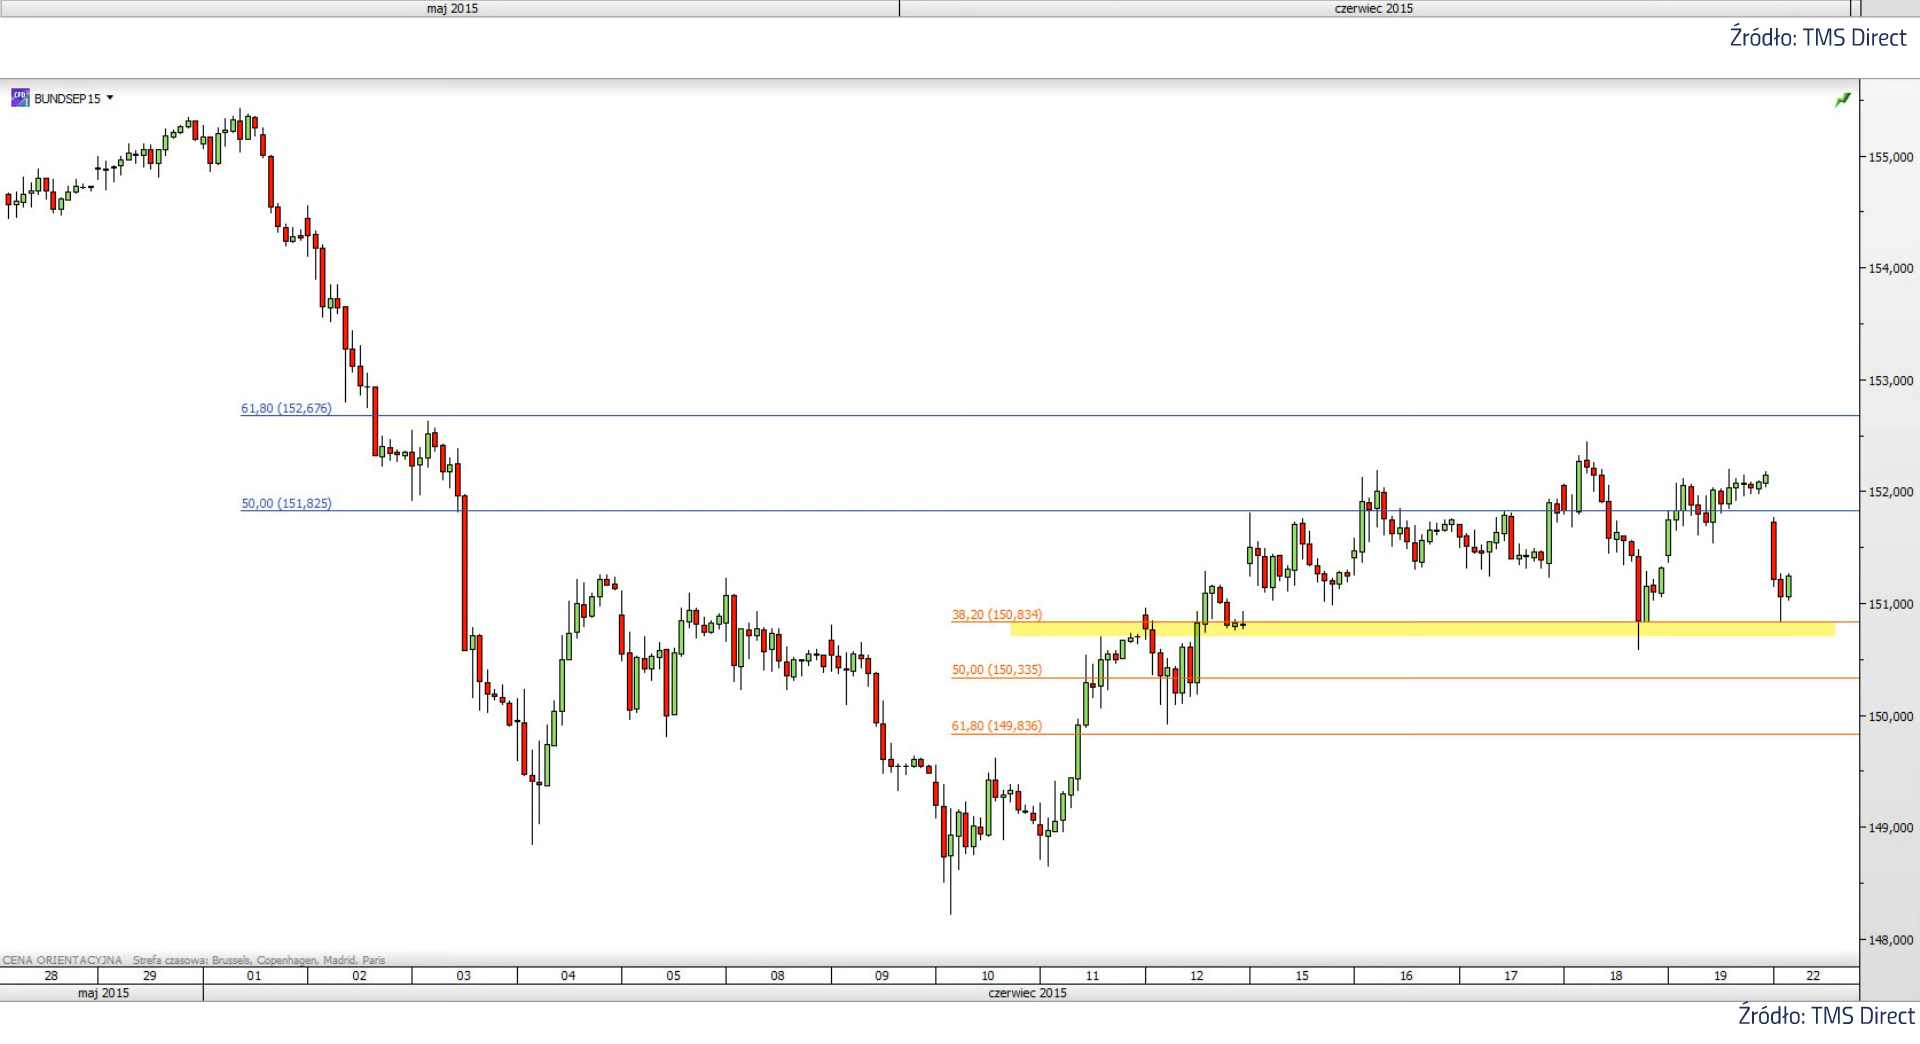 maj 2015 czerwiec 2015
Źródło: TMS Direct
CFD BUNDSEP15
155,000
154,000
153,000
61,80 (152,676)
152,000
50,00 (151,825)
151,000
38,20 (150,834)
50,00 (150,335)
150,000
61,80 (149,836)
149,000
148,000
CENA ORIENTACYJNA Strefa czasowa: Brussels, Copenhagen, Madrid, Paris
28 29 01 02 03 04 05 08 09 10 11 12 15 16 17 18 19 22
maj 2015 czerwiec 2015
Źródło: TMS Direct